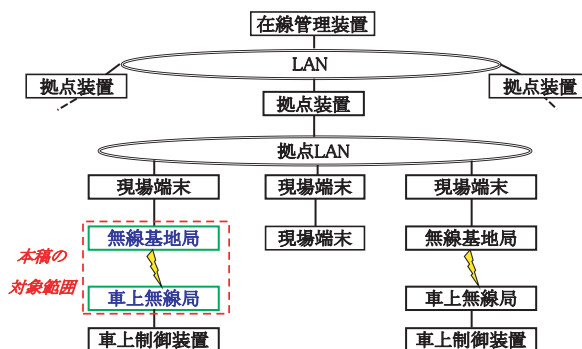 在線管理装置
LAN
拠点装置
拠点装置
拠点装置
拠点LAN
現場端末
現場端末
現場端末
無線基地局
現場端末
無線基地局
本稿の
対象範囲
車上無線局
車上無線局
車上制御装置
車上制御装置